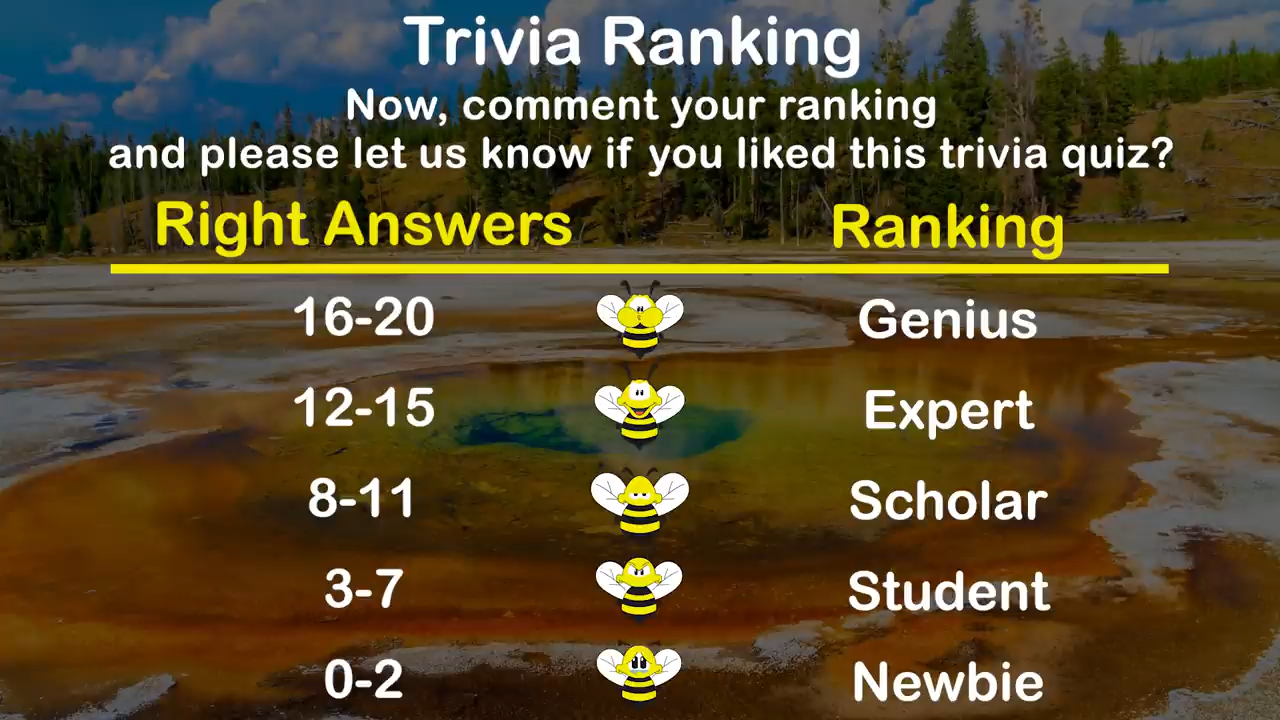 Trivia Ranking
Now, comment your ranking
and please let us know if you liked this trivia quiz?
Right Answers Ranking
16-20 Genius
12-15 Expert
8-11 Scholar
3-7 Student
0-2 Newbie